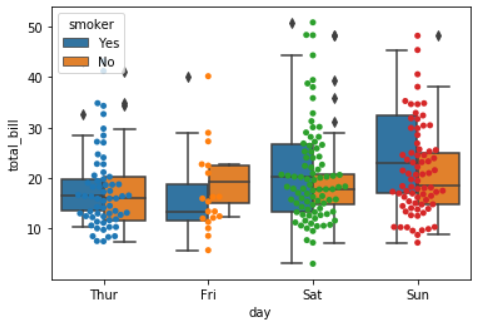 smoker
Yes
No
50
40
30
20
10
total_bill
Thur
Fri
Sat
Sun
day